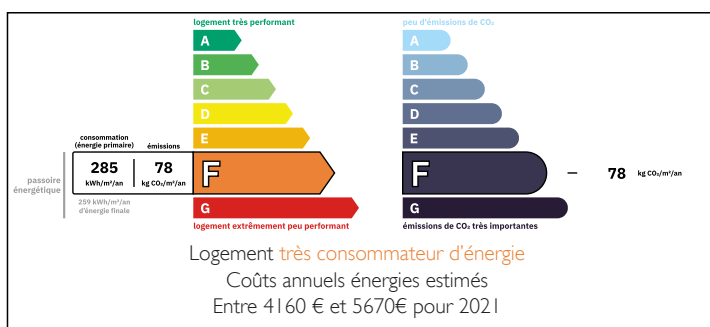 logement très performant
A
B
C
D
E
consommation
(énergie primaire)
émissions
passoire
énergétique
285
kWh/m²/an
78
kg CO₂/m²/an
F
259 kWh/m²/an
d'énergie finale
G
logement extrêmement peu performant
peu d'émissions de CO₂
A
B
C
D
E
F
78 kg CO₂/m²/an
G
émissions de CO₂ très importantes
Logement très consommateur d'énergie
Coûts annuels énergies estimés
Entre 4160 € et 5670€ pour 2021